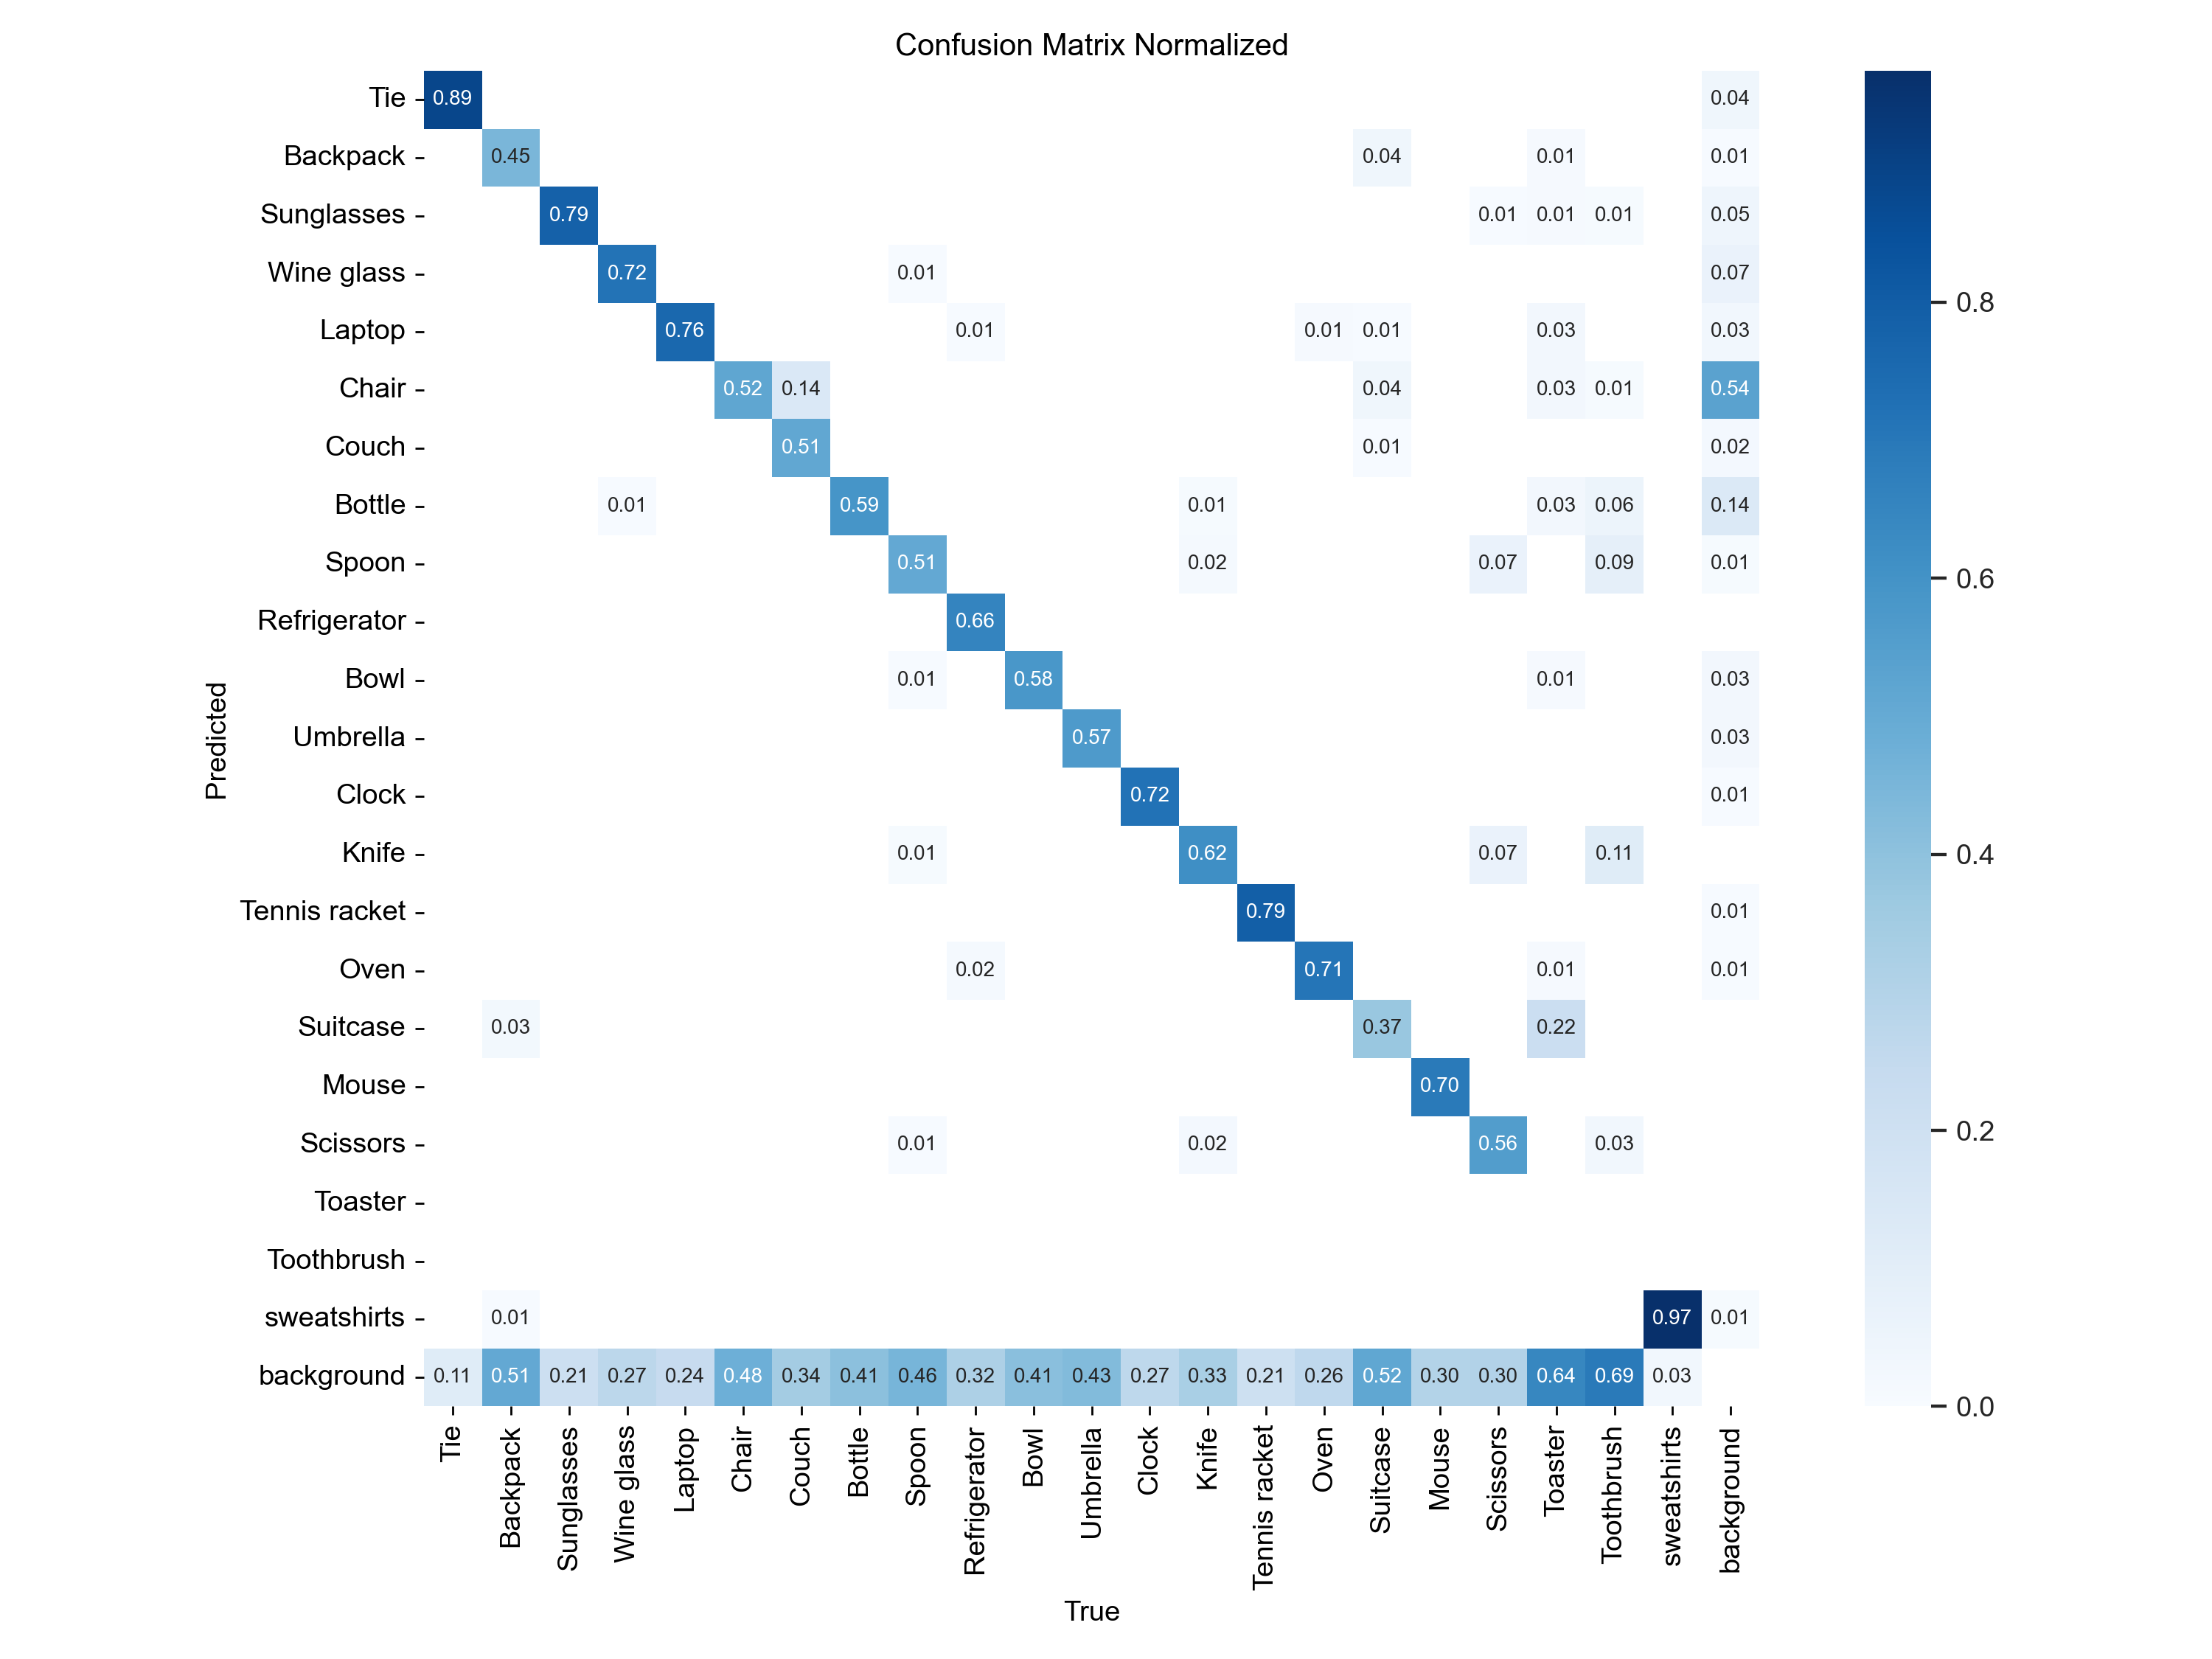 Confusion Matrix Normalized
Tie 0.89 0.04
Backpack 0.45 0.04 0.01 0.01
Sunglasses 0.79 0.01 0.01 0.01 0.05
Wine glass 0.72 0.01 0.07
Laptop 0.76 0.01 0.01 0.01 0.03 0.03
Chair 0.52 0.14 0.04 0.03 0.01 0.54
Couch 0.51 0.01 0.02
Bottle 0.01 0.59 0.01 0.03 0.06 0.14
Spoon 0.51 0.02 0.07 0.09 0.01
Refrigerator 0.66
Bowl 0.01 0.58 0.01 0.03
Umbrella 0.57 0.03
Clock 0.72 0.01
Knife 0.01 0.62 0.07 0.11
Tennis racket 0.79 0.01
Oven 0.02 0.71 0.01 0.01
Suitcase 0.03 0.37 0.22
Mouse 0.70
Scissors 0.01 0.02 0.56 0.03
Toaster
Toothbrush
sweatshirts 0.01 0.97 0.01
background 0.11 0.51 0.21 0.27 0.24 0.48 0.34 0.41 0.46 0.32 0.41 0.43 0.27 0.33 0.21 0.26 0.52 0.30 0.30 0.64 0.69 0.03
Predicted
Tie Backpack Sunglasses Wine glass Laptop Chair Couch Bottle Spoon Refrigerator Bowl Umbrella Clock Knife Tennis racket Oven Suitcase Mouse Scissors Toaster Toothbrush sweatshirts background
True
0.8
0.6
0.4
0.2
0.0